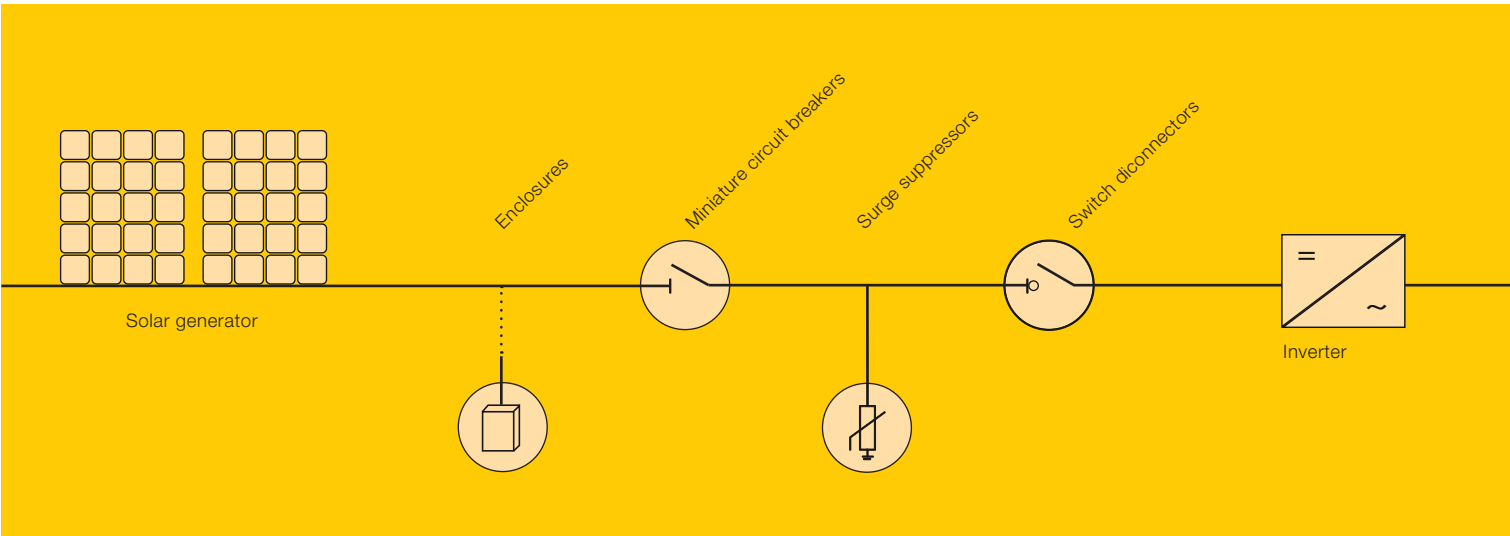 Enclosures
Miniature circuit breakers
Surge suppressors
Switch diconnectors
Solar generator
Inverter